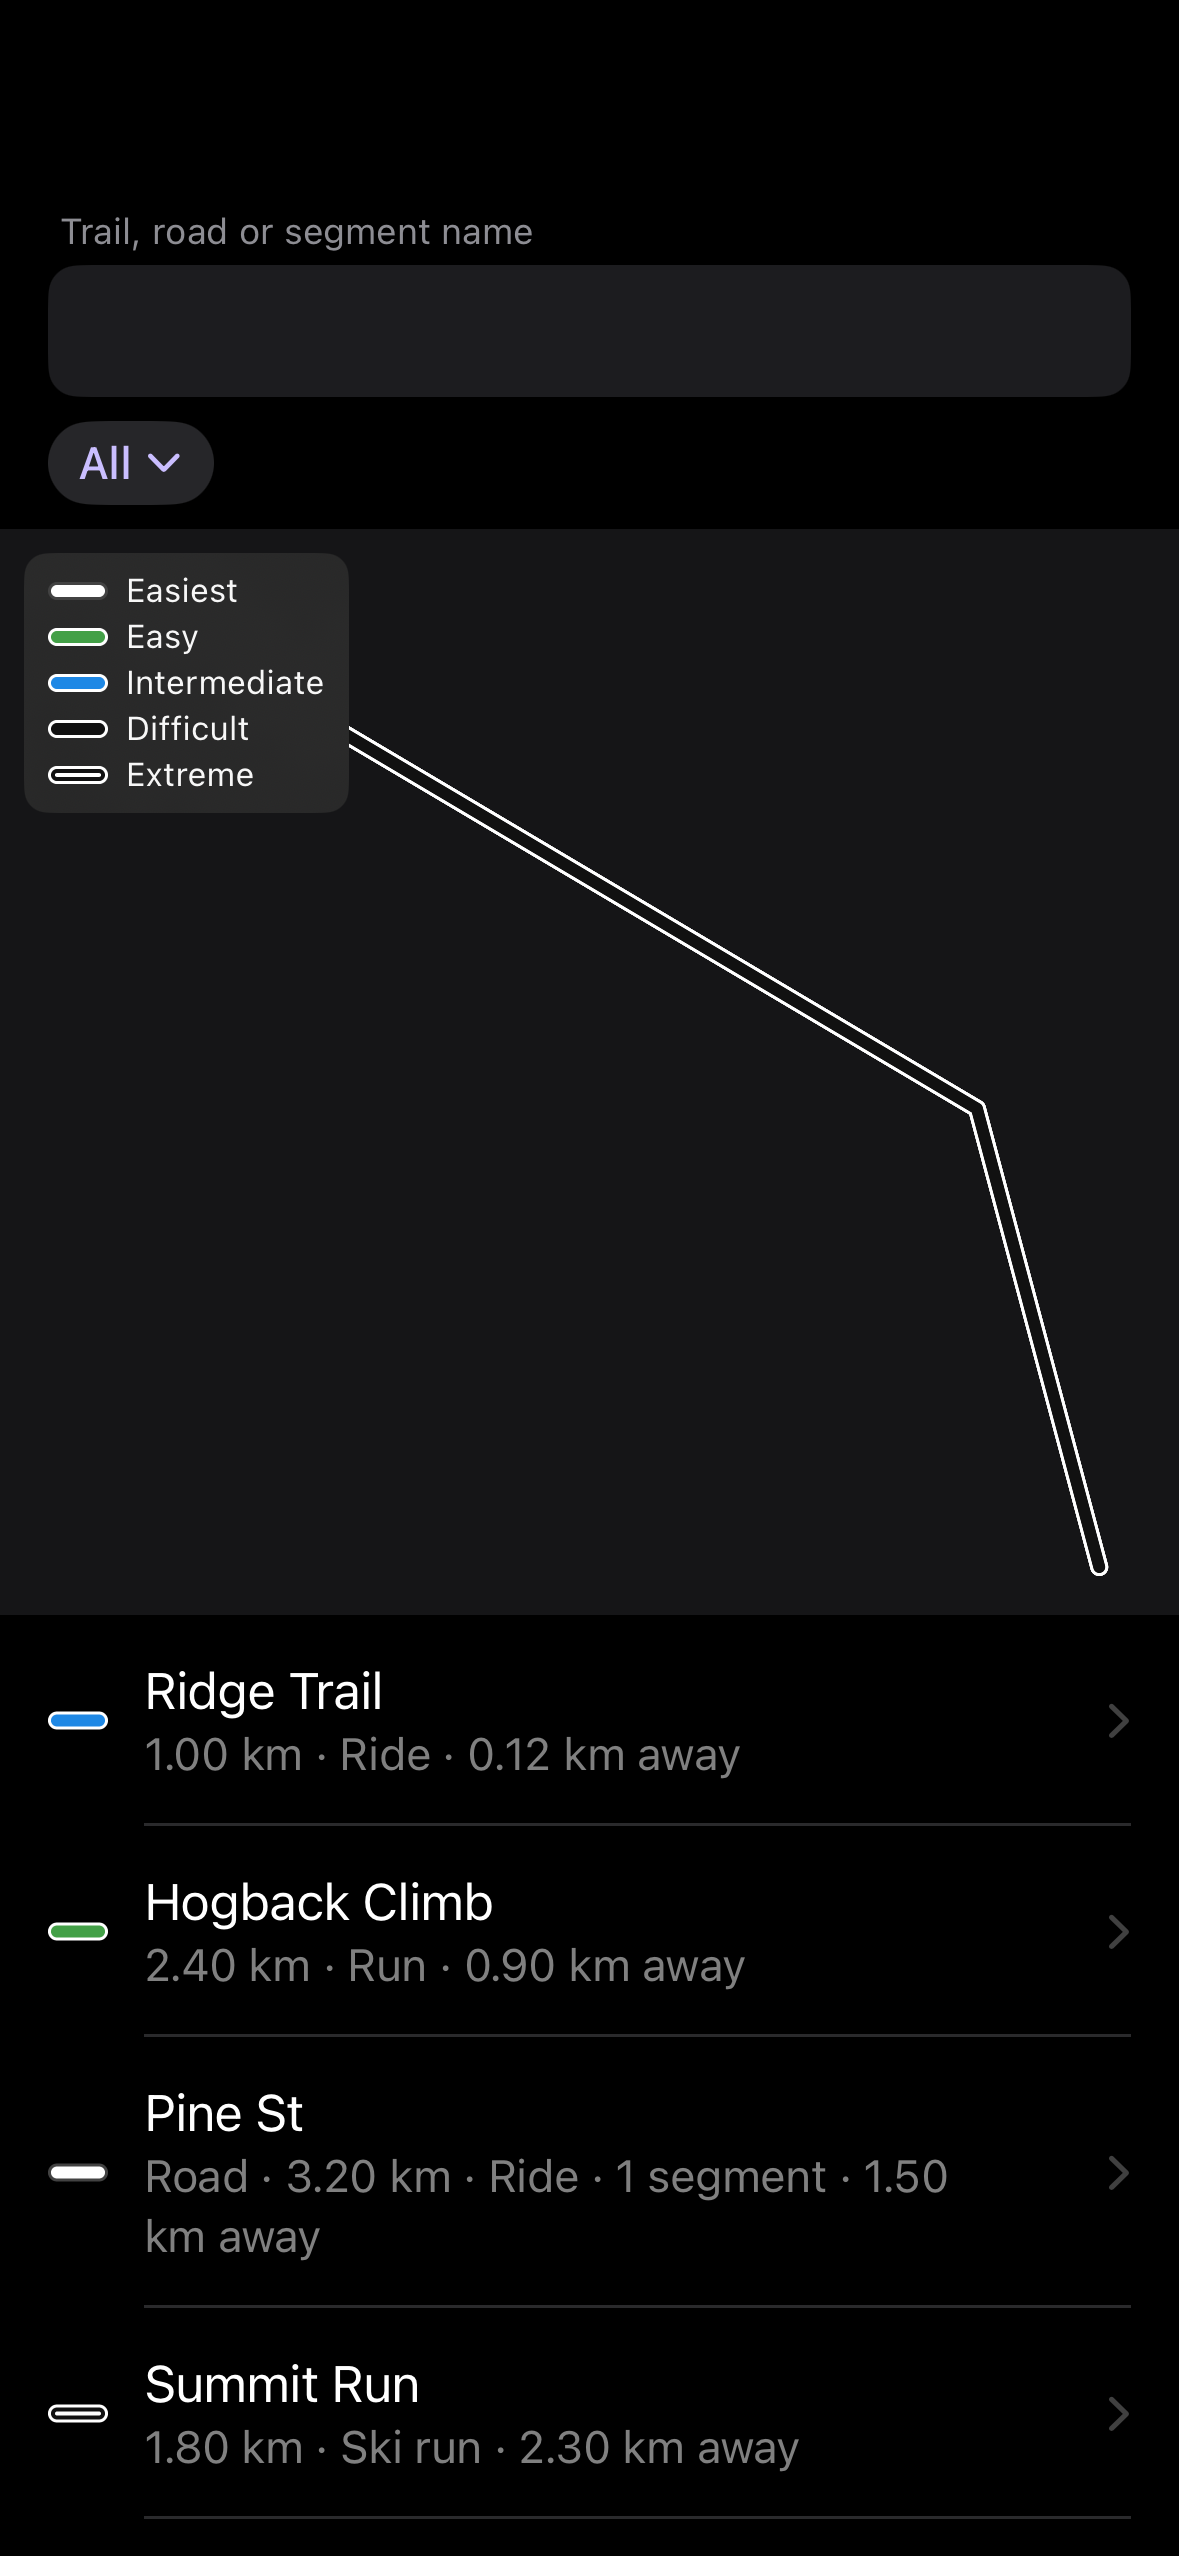 Trail, road or segment name
All
Easiest
Easy
Intermediate
Difficult
Extreme
Ridge Trail
1.00 km · Ride · 0.12 km away
Hogback Climb
2.40 km · Run · 0.90 km away
Pine St
Road · 3.20 km · Ride · 1 segment · 1.50
km away
Summit Run
1.80 km · Ski run · 2.30 km away